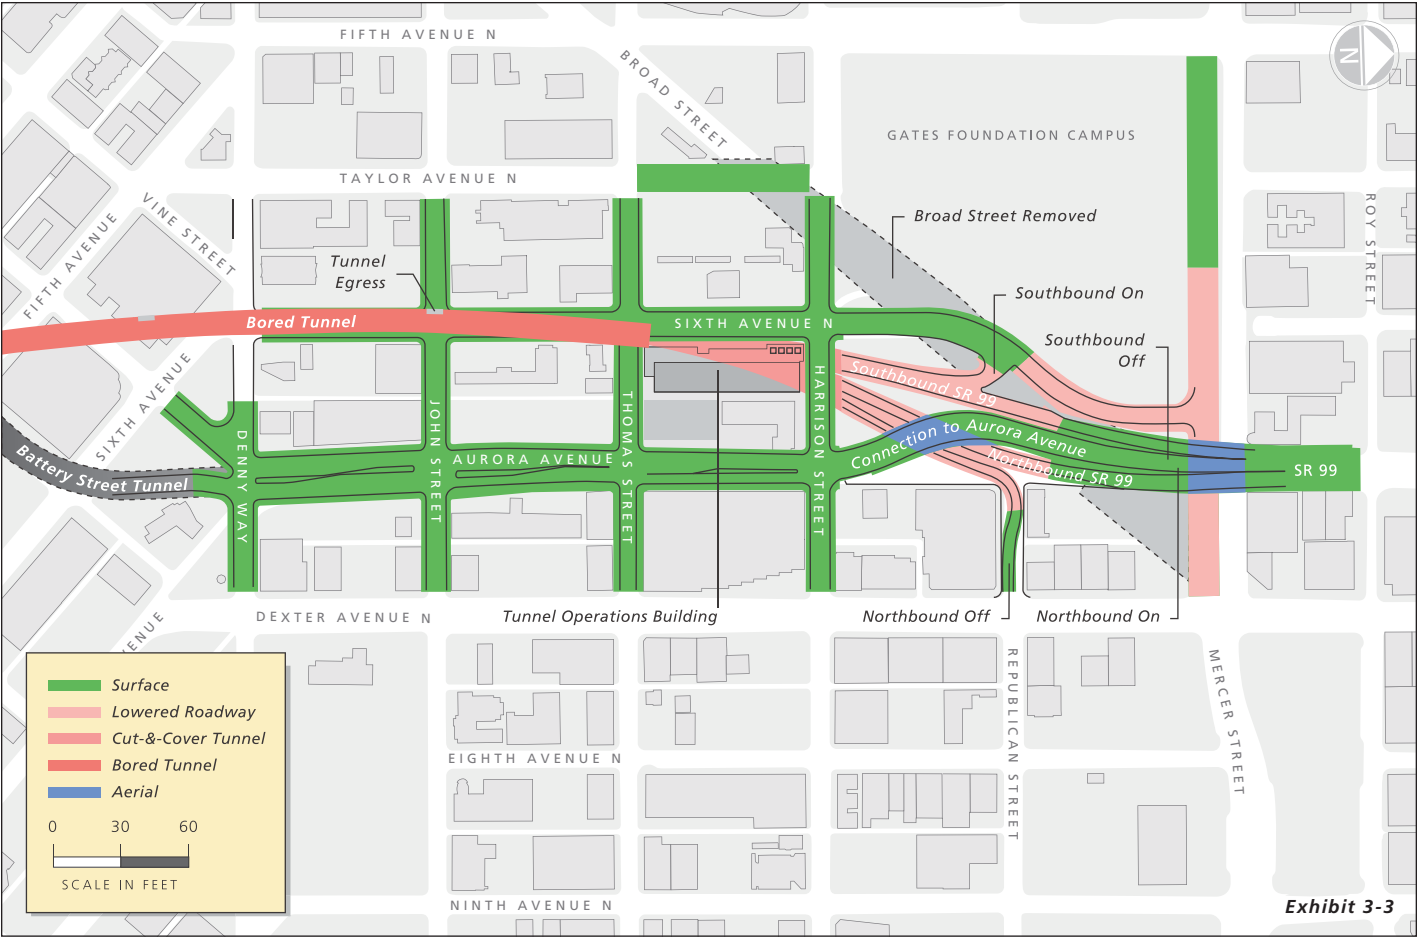 FIFTH AVENUE N
BROAD STREET
N
GATES FOUNDATION CAMPUS
TAYLOR AVENUE N
VINE STREET
FIFTH AVENUE
ROY STREET
Broad Street Removed
Tunnel
Egress
Southbound On
Bored Tunnel
SIXTH AVENUE N
Southbound
Off
SIXTH AVENUE
Southbound SR 99
HARRISON STREET
THOMAS STREET
JOHN STREET
DENNY WAY
Connection to Aurora Avenue
AURORA AVENUE
Battery Street Tunnel
Northbound SR 99
SR 99
DEXTER AVENUE N
Tunnel Operations Building
Northbound Off
Northbound On
AVENUE
REPUBLICAN STREET
MERCER STREET
Surface
Lowered Roadway
Cut-&-Cover Tunnel
Bored Tunnel
Aerial
0 30 60
SCALE IN FEET
EIGHTH AVENUE N
NINTH AVENUE N
Exhibit 3-3